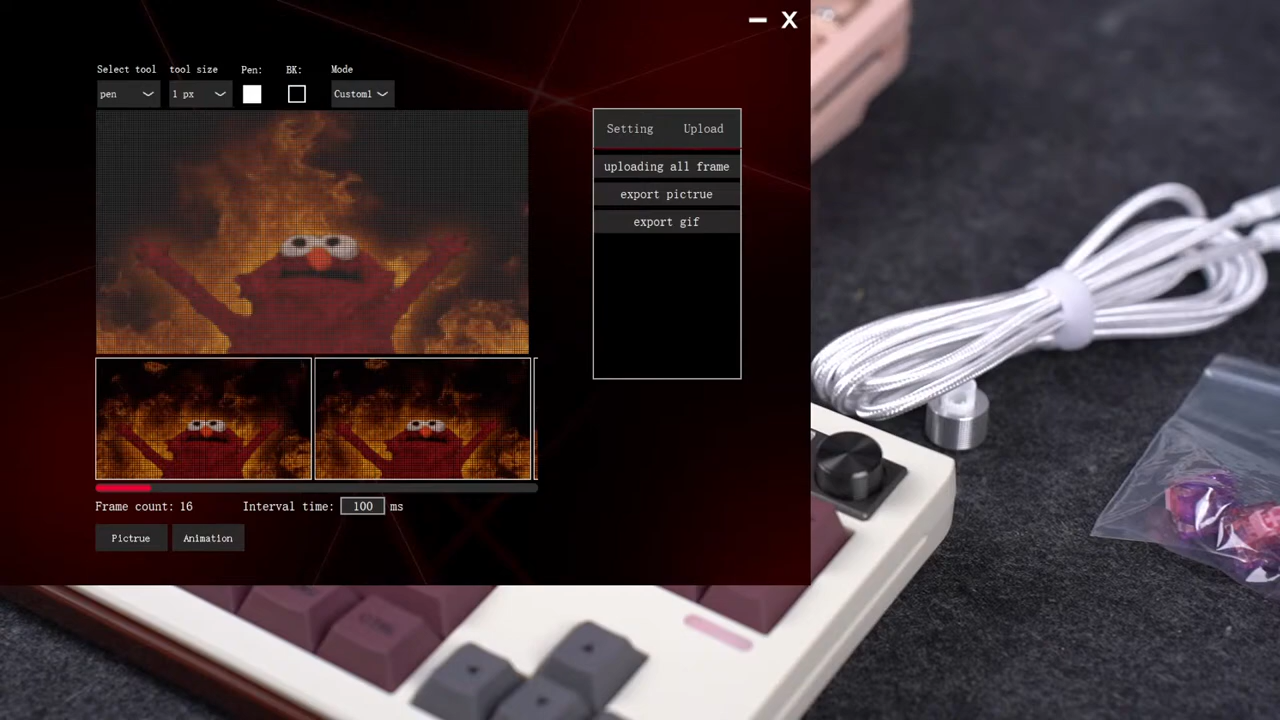 X
Select tool tool size Pen: BK: Mode
pen 1 px Custom1
Setting Upload
uploading all frame
export pictrue
export gif
Frame count: 16 Interval time: 100 ms
Pictrue Animation